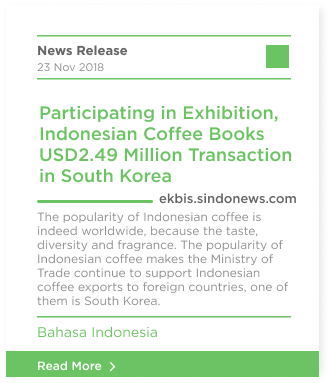 News Release
23 Nov 2018
Participating in Exhibition,
Indonesian Coffee Books
USD2.49 Million Transaction
in South Korea
ekbis.sindonews.com
The popularity of Indonesian coffee is
indeed worldwide, because the taste,
diversity and fragrance. The popularity of
Indonesian coffee makes the Ministry of
Trade continue to support Indonesian
coffee exports to foreign countries, one of
them is South Korea.
Bahasa Indonesia
Read More >